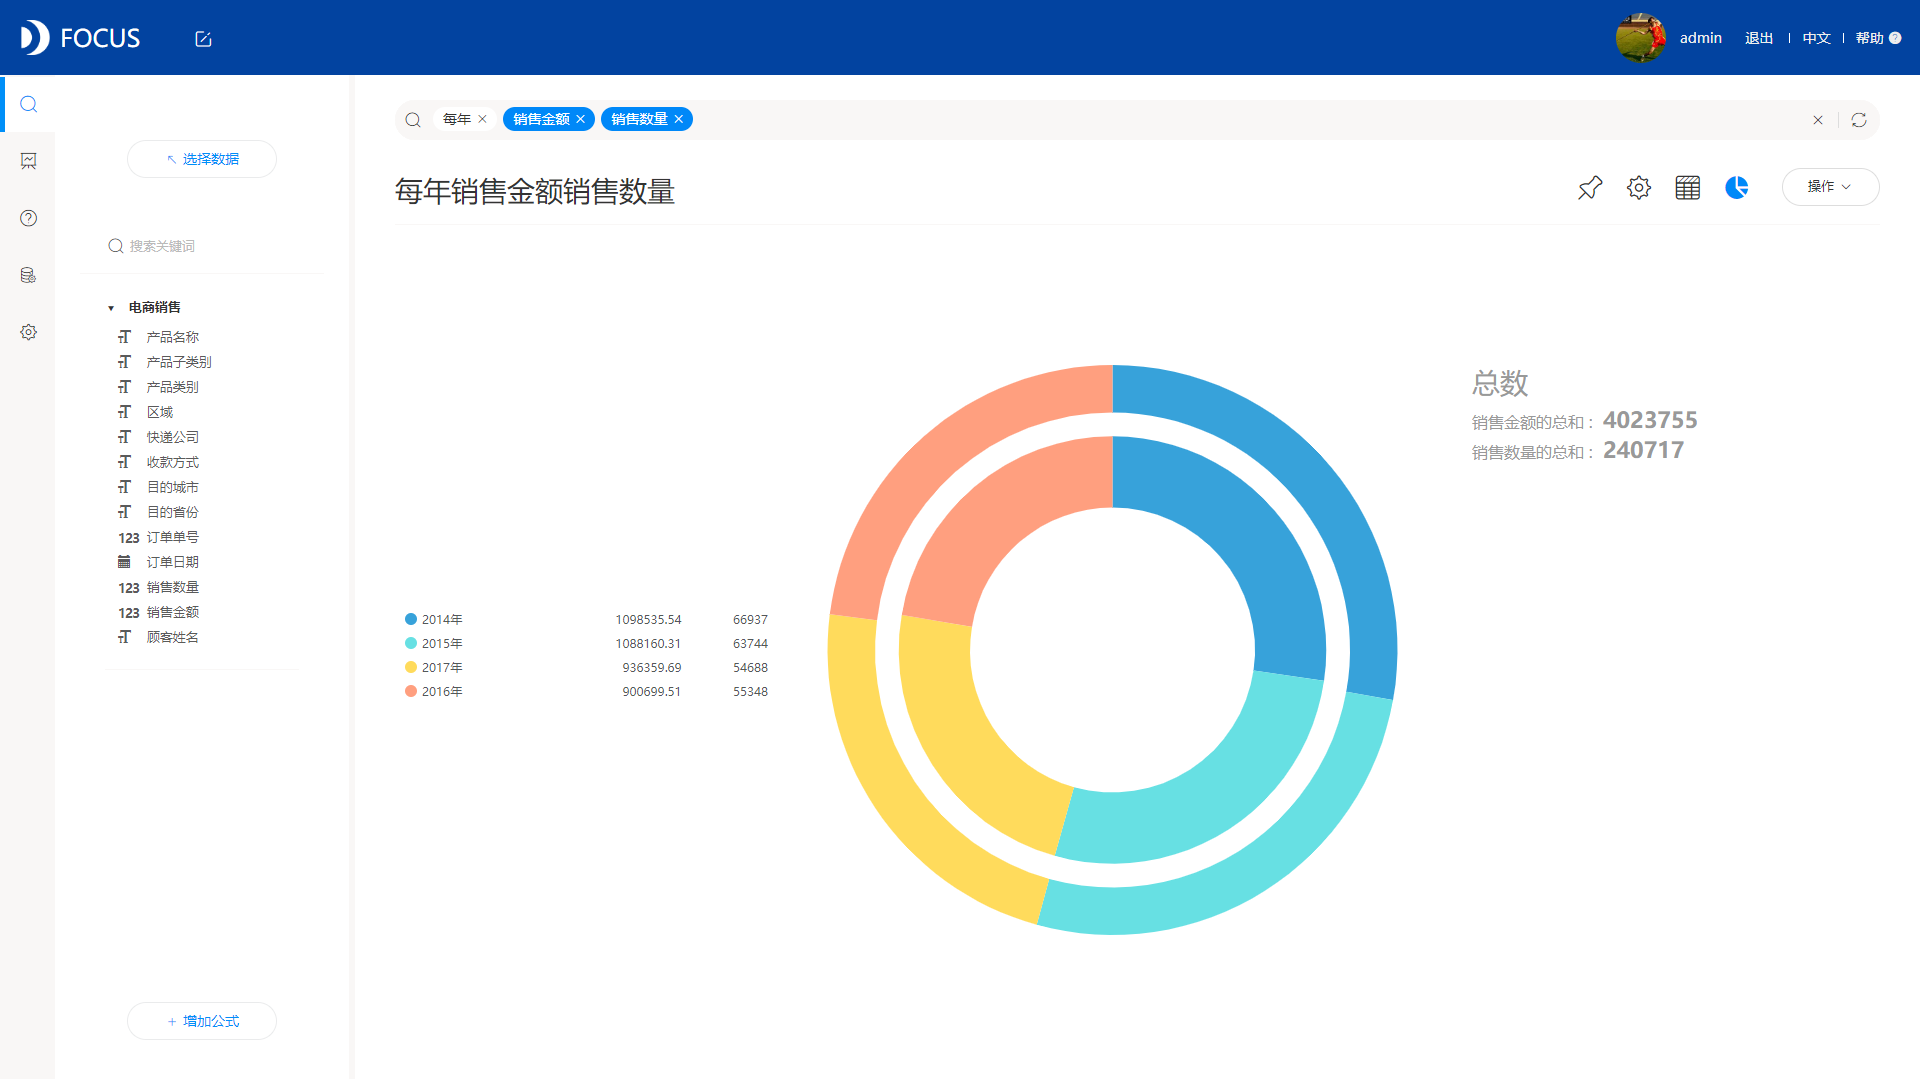 FOCUS
admin 退出 中文 帮助 ?
每年 销售金额 销售数量
选择数据
每年销售金额销售数量
操作
搜索关键词
电商销售
产品名称
产品子类别
产品类别
区域
快递公司
收款方式
目的城市
目的省份
123 订单单号
订单日期
123 销售数量
123 销售金额
顾客姓名
增加公式
2014年 1098535.54 66937
2015年 1088160.31 63744
2017年 936359.69 54688
2016年 900699.51 55348
总数
销售金额的总和 : 4023755
销售数量的总和 : 240717